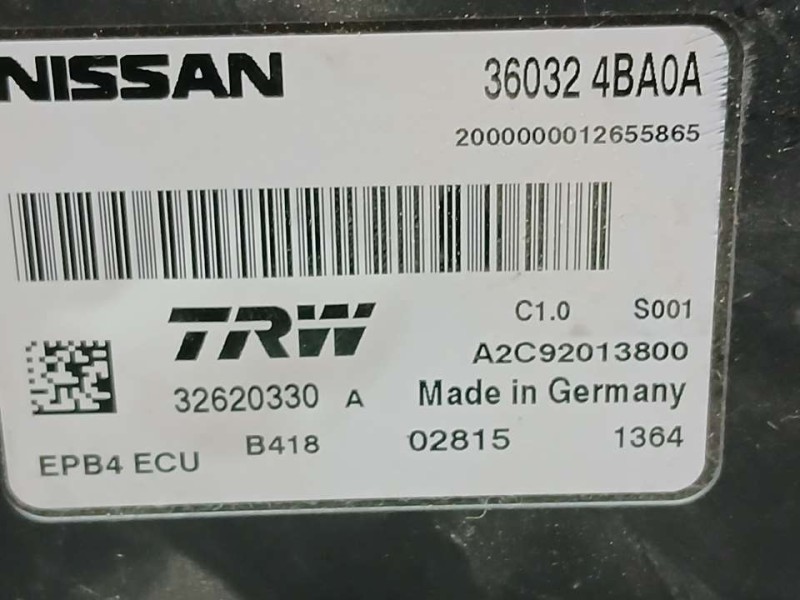 NISSAN 36032 4BA0A
2000000012655865
C1.0 S001
TRW
A2C92013800
32620330 A Made in Germany
B418 02815 1364
EPB4 ECU